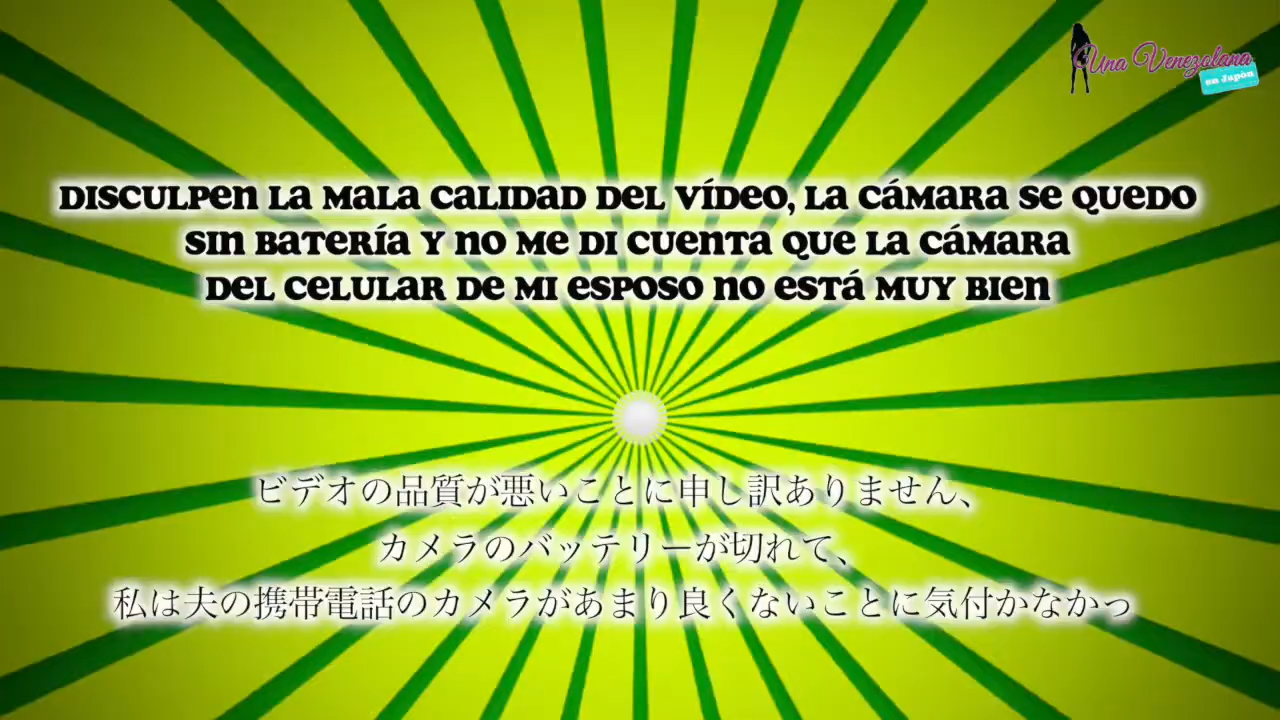 Una Venezolana
en Japón
DISCULPEN LA MALA CALIDAD DEL VÍDEO, LA CÁMARA SE QUEDO
SIN BATERÍA Y NO ME DI CUENTA QUE LA CÁMARA
DEL CELULAR DE MI ESPOSO NO ESTÁ MUY BIEN
ビデオの品質が悪いことに申し訳ありません、
カメラのバッテリーが切れて、
私は夫の携帯電話のカメラがあまり良くないことに気付かなかっ